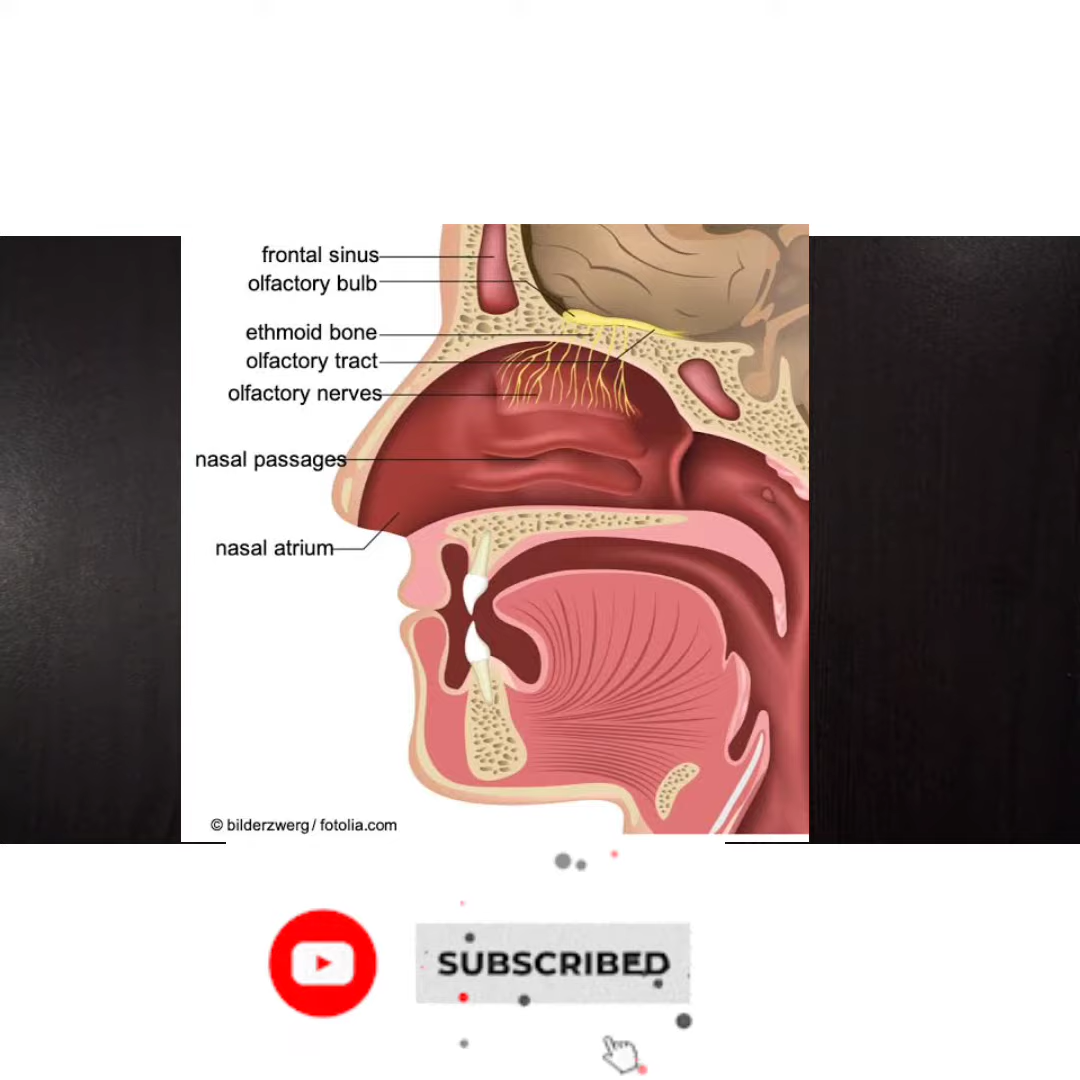 frontal sinus
olfactory bulb
ethmoid bone
olfactory tract
olfactory nerves
nasal passages
nasal atrium
© bilderzwerg / fotolia.com
SUBSCRIBED